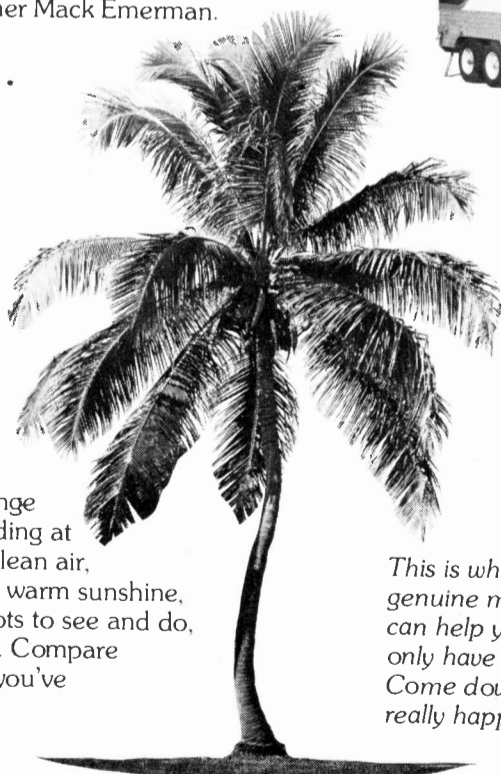 ner Mack Emerman.
nge
ding at
lean air,
warm sunshine,
ots to see and do,
. Compare
you've
This is wh
genuine m
can help y
only have
Come dou
really happ